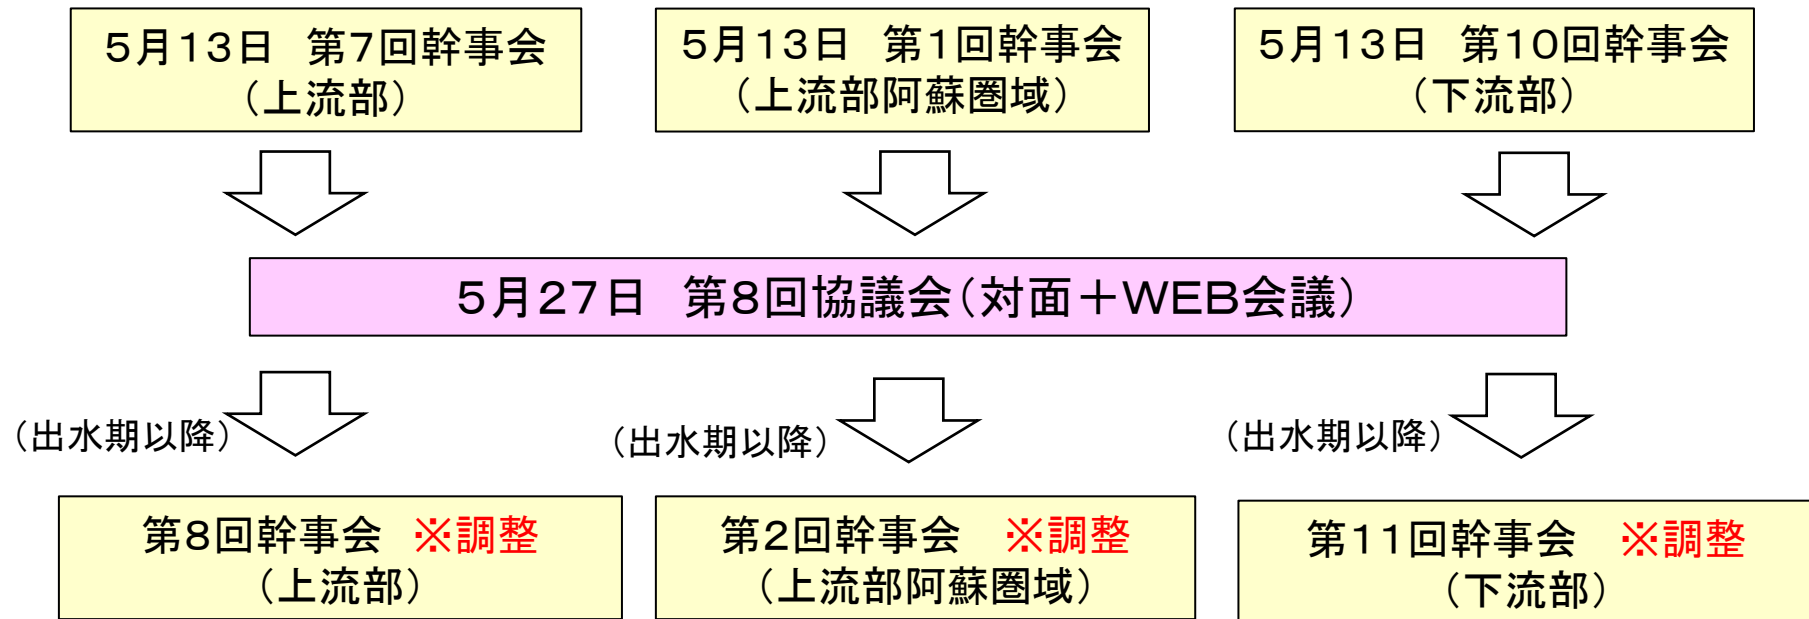 5月13日　第7回幹事会
（上流部）
5月13日　第1回幹事会
（上流部阿蘇圏域）
5月13日　第10回幹事会
（下流部）
5月27日　第8回協議会（対面＋WEB会議）
（出水期以降）
（出水期以降）
（出水期以降）
第8回幹事会　※調整
（上流部）
第2回幹事会　※調整
（上流部阿蘇圏域）
第11回幹事会　※調整
（下流部）